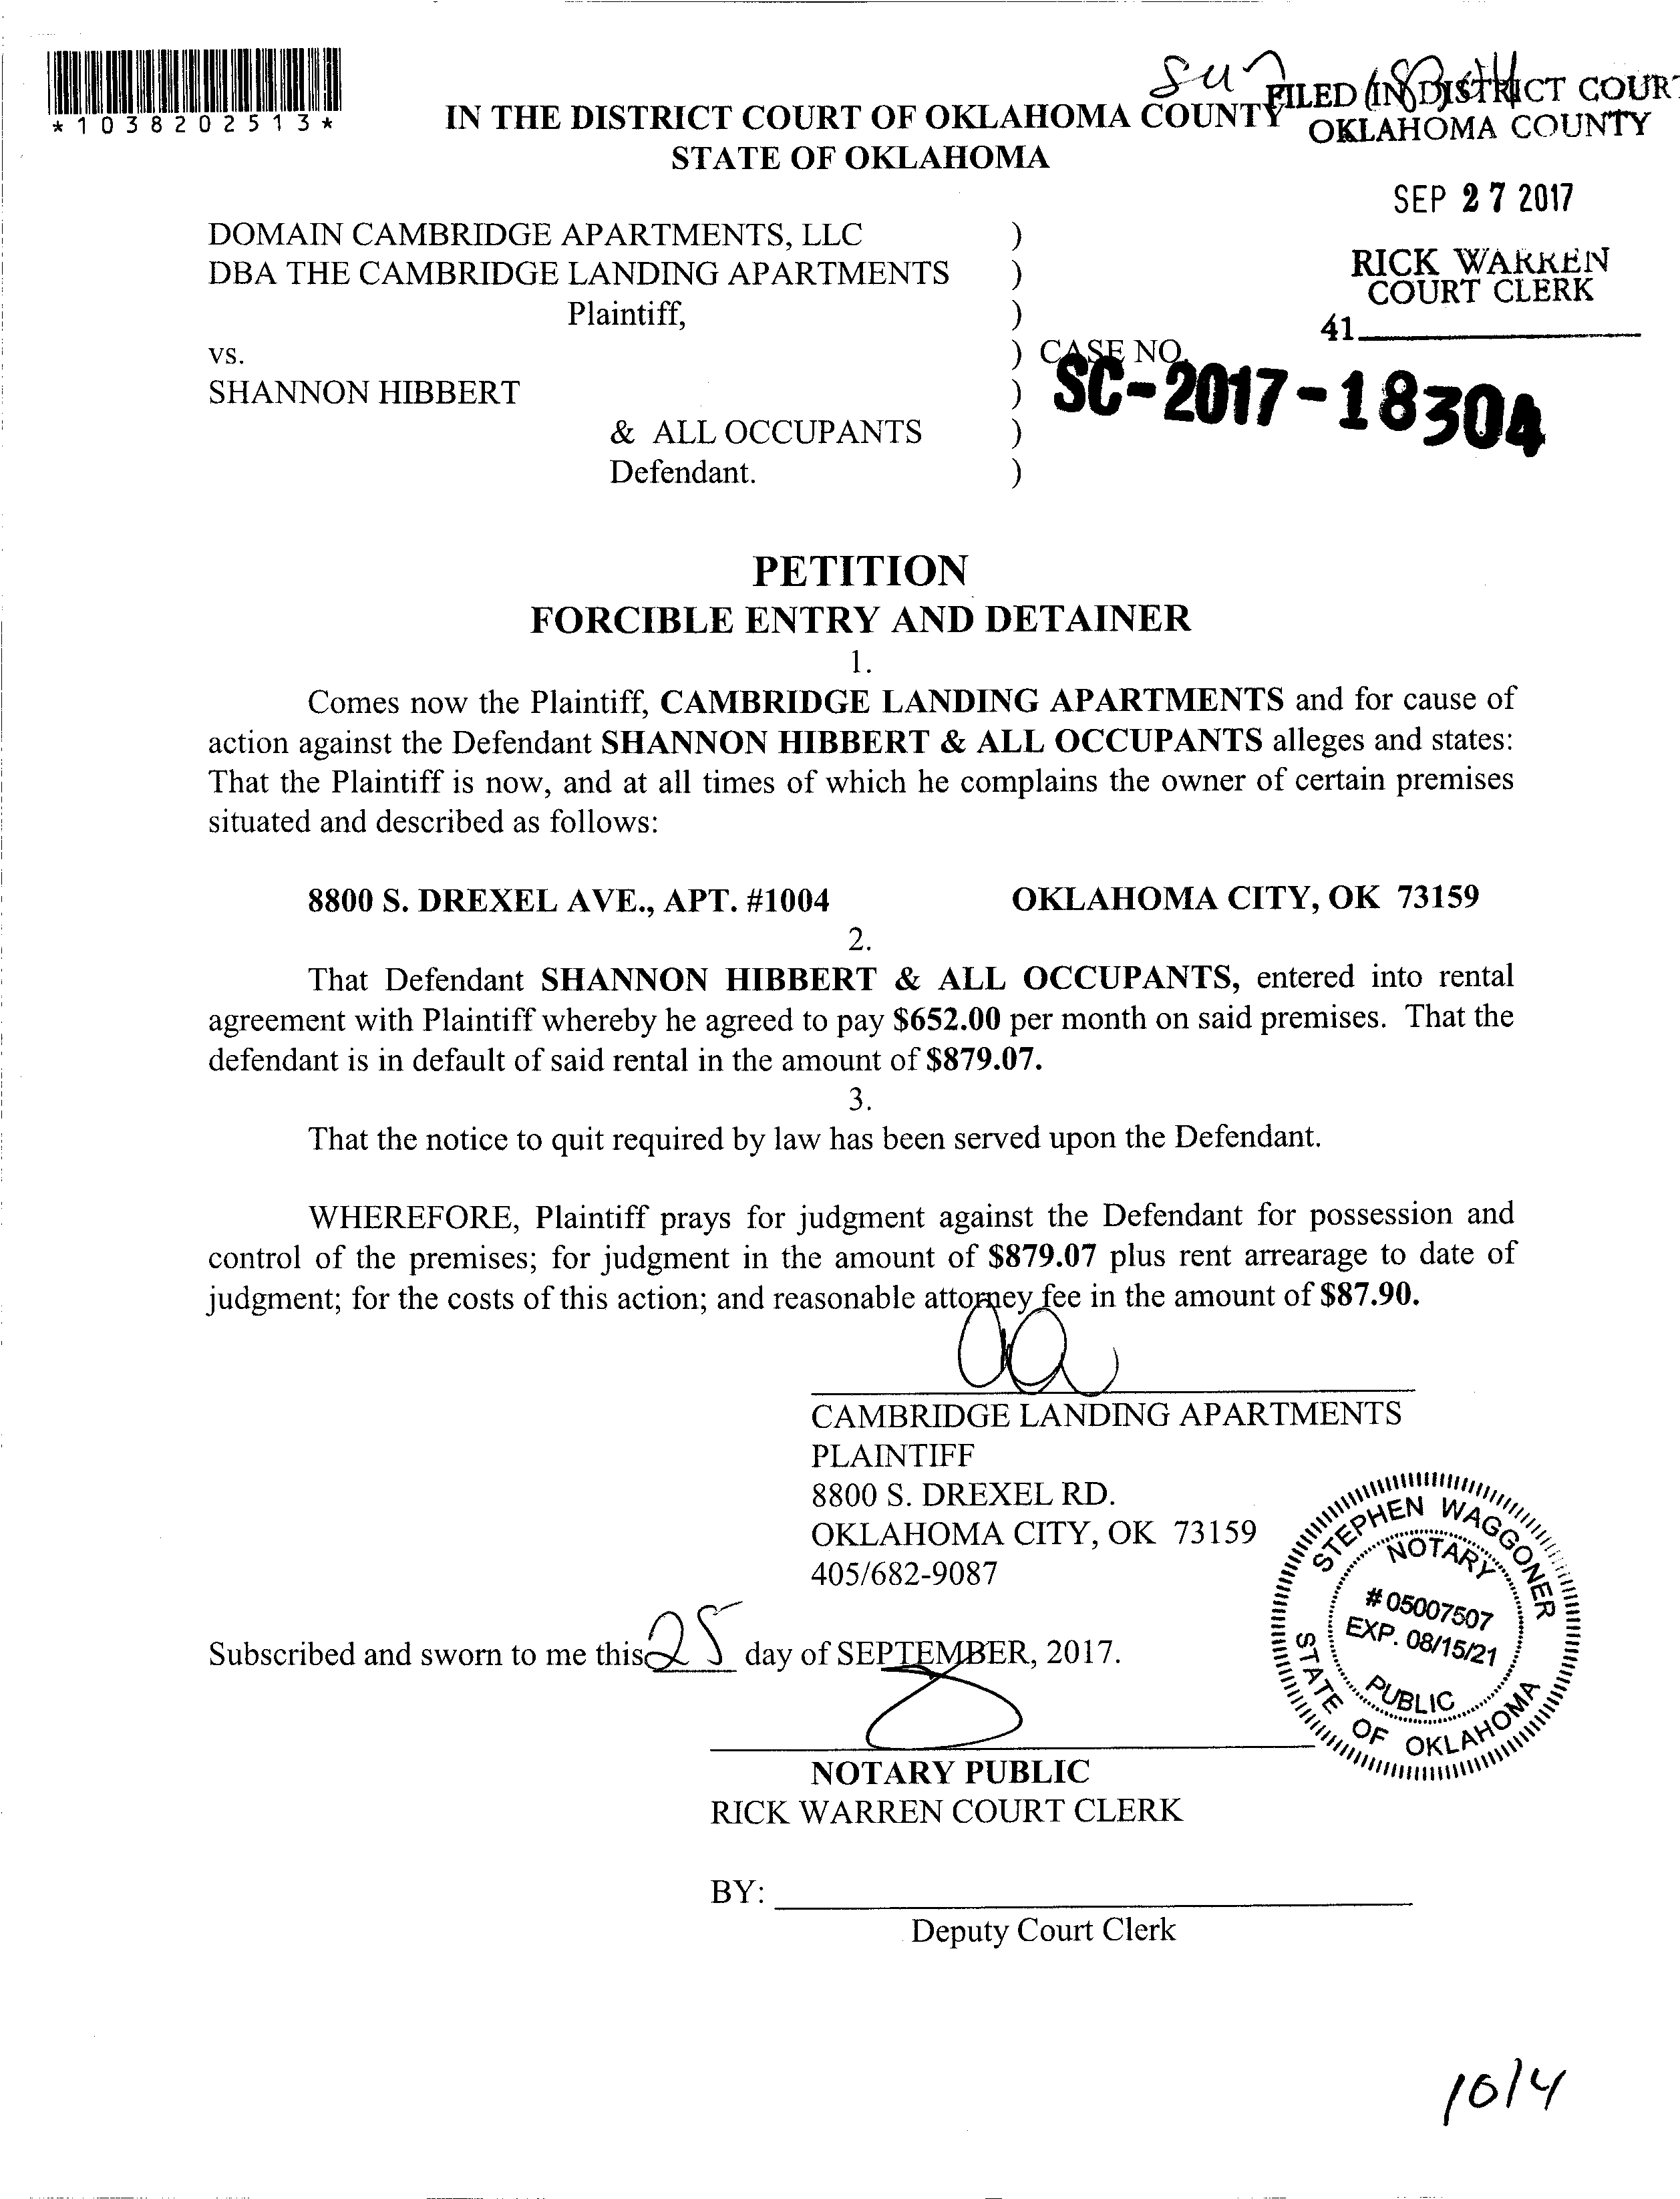 *1038202513*
FILED IN DISTRICT COURT
OKLAHOMA COUNTY
IN THE DISTRICT COURT OF OKLAHOMA COUNTY
STATE OF OKLAHOMA
SEP 27 2017
RICK WARREN
COURT CLERK
41
DOMAIN CAMBRIDGE APARTMENTS, LLC )
DBA THE CAMBRIDGE LANDING APARTMENTS )
Plaintiff, )
vs. ) CASE NO.
SC-2017-18304
SHANNON HIBBERT )
& ALL OCCUPANTS )
Defendant. )
PETITION
FORCIBLE ENTRY AND DETAINER
1.
Comes now the Plaintiff, CAMBRIDGE LANDING APARTMENTS and for cause of
action against the Defendant SHANNON HIBBERT & ALL OCCUPANTS alleges and states:
That the Plaintiff is now, and at all times of which he complains the owner of certain premises
situated and described as follows:
8800 S. DREXEL AVE., APT. #1004 OKLAHOMA CITY, OK 73159
2.
That Defendant SHANNON HIBBERT & ALL OCCUPANTS, entered into rental
agreement with Plaintiff whereby he agreed to pay $652.00 per month on said premises. That the
defendant is in default of said rental in the amount of $879.07.
3.
That the notice to quit required by law has been served upon the Defendant.
WHEREFORE, Plaintiff prays for judgment against the Defendant for possession and
control of the premises; for judgment in the amount of $879.07 plus rent arrearage to date of
judgment; for the costs of this action; and reasonable attorney fee in the amount of $87.90.
CAMBRIDGE LANDING APARTMENTS
PLAINTIFF
8800 S. DREXEL RD.
OKLAHOMA CITY, OK 73159
405/682-9087
STEPHEN WAGGONER
NOTARY
# 05007507
EXP. 08/15/21
PUBLIC
STATE OF OKLAHOMA
Subscribed and sworn to me this 25 day of SEPTEMBER, 2017.
NOTARY PUBLIC
RICK WARREN COURT CLERK
BY:
Deputy Court Clerk
10/4